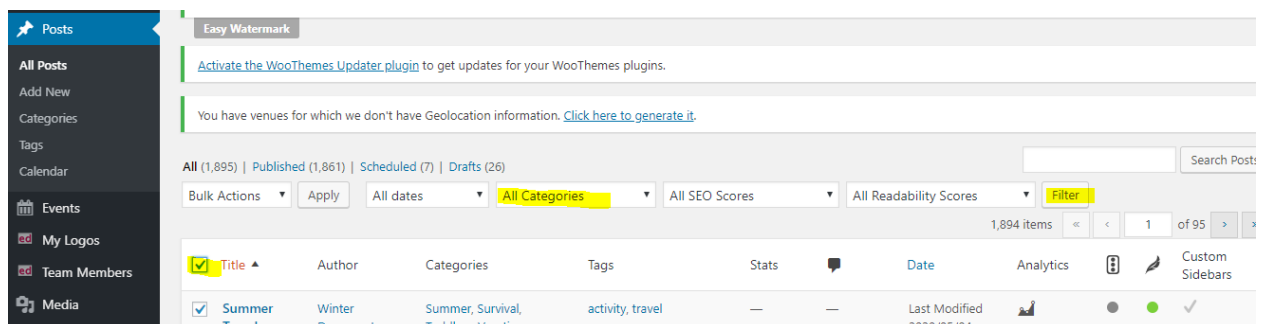 Posts
All Posts
Add New
Categories
Tags
Calendar
Events
My Logos
Team Members
Media
Easy Watermark
Activate the WooThemes Updater plugin to get updates for your WooThemes plugins.
You have venues for which we don't have Geolocation information. Click here to generate it.
All (1,895) | Published (1,861) | Scheduled (7) | Drafts (26)
Search Posts
Bulk Actions Apply All dates All Categories All SEO Scores All Readability Scores Filter
1,894 items « ‹ 1 of 95 › »
Title Author Categories Tags Stats Date Analytics Custom Sidebars
Summer Winter Summer, Survival, activity, travel — — Last Modified